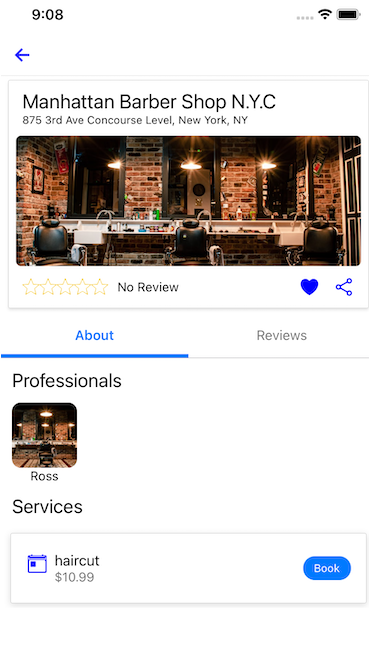 9:08
Manhattan Barber Shop N.Y.C
875 3rd Ave Concourse Level, New York, NY
No Review
About
Reviews
Professionals
Ross
Services
haircut
$10.99
Book